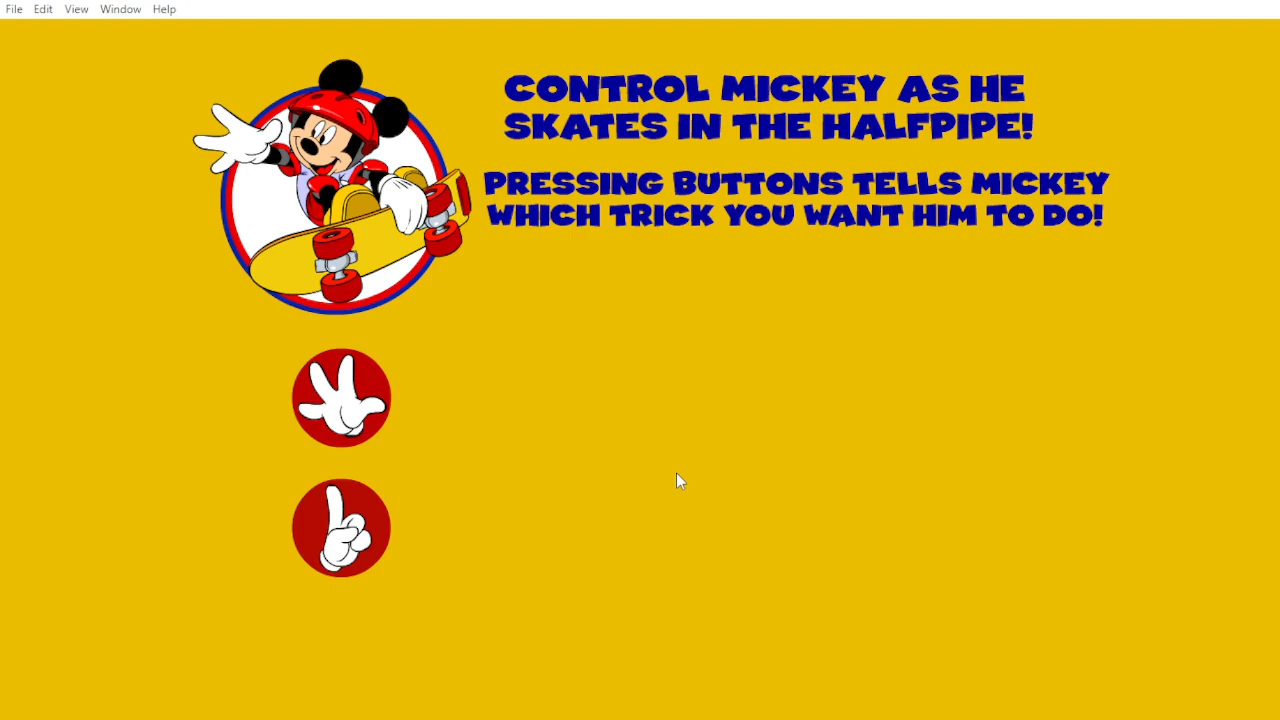 File Edit View Window Help
CONTROL MICKEY AS HE
SKATES IN THE HALFPIPE!
PRESSING BUTTONS TELLS MICKEY
WHICH TRICK YOU WANT HIM TO DO!